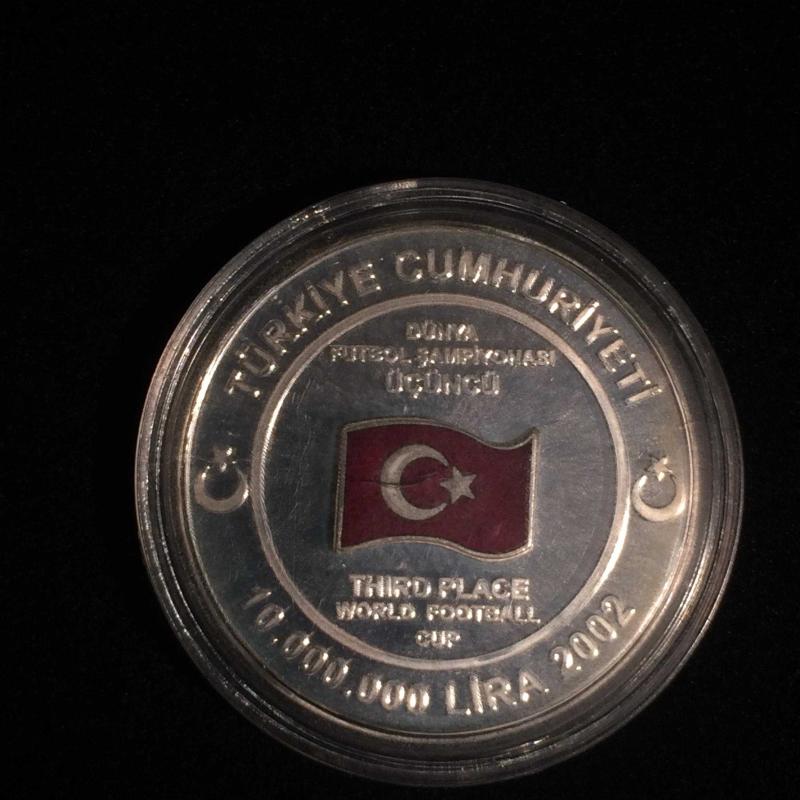 TÜRKİYE CUMHURİYETİ
DÜNYA
FUTBOL ŞAMPİYONASI
ÜÇÜNCÜ
THIRD PLACE
WORLD FOOTBALL
CUP
10.000.000 LİRA 2002